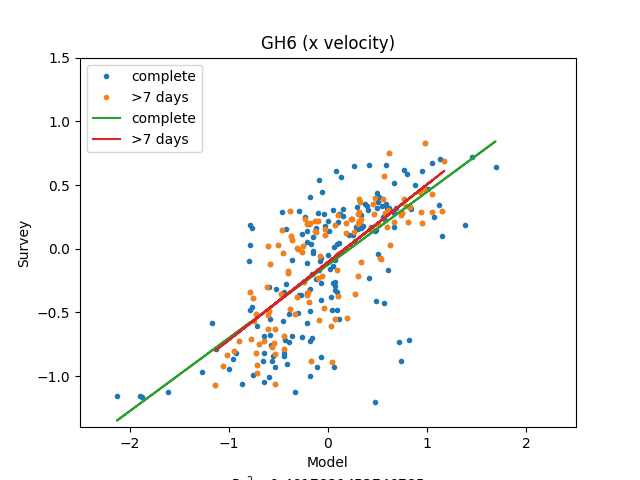 GH6 (x velocity)
complete
>7 days
complete
>7 days
1.5
1.0
0.5
0.0
−0.5
−1.0
Survey
−2 −1 0 1 2
Model